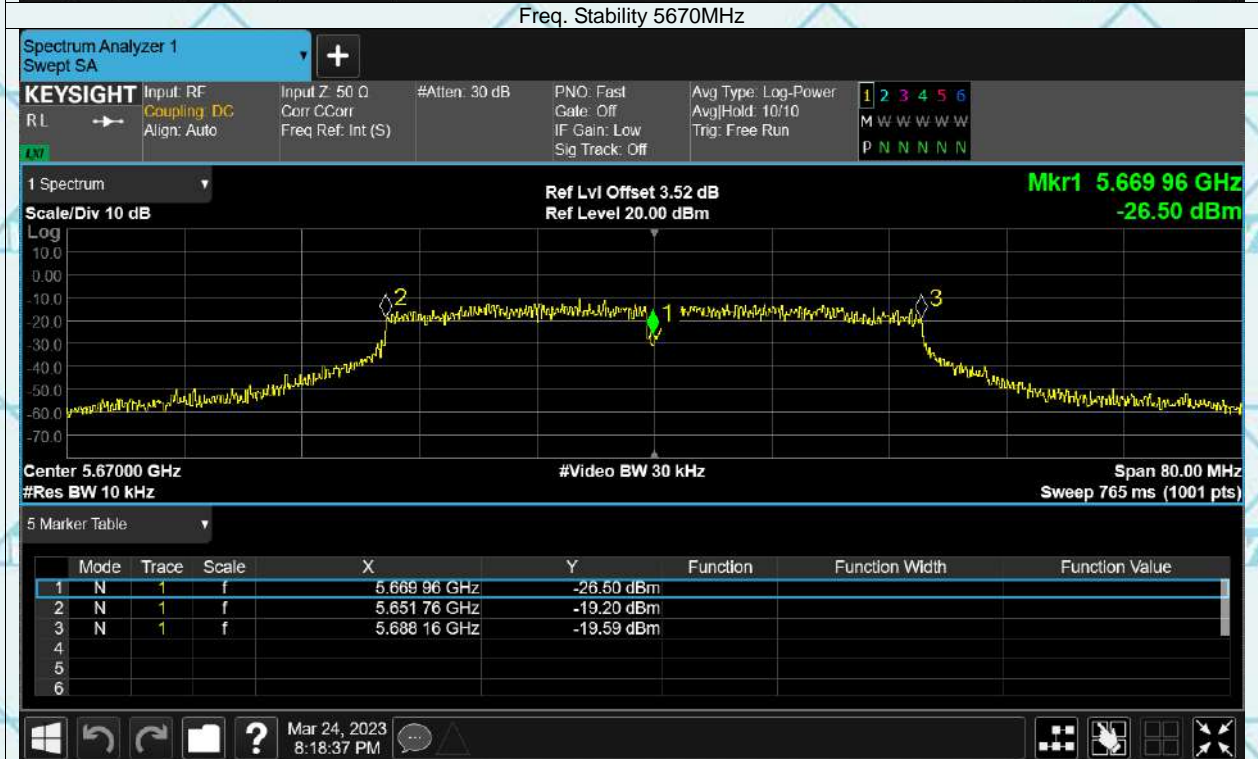 Freq. Stability 5670MHz
Spectrum Analyzer 1
Swept SA
+
KEYSIGHT
RL
LXI
Input: RF
Coupling: DC
Align: Auto
Input Z: 50 Ω
Corr CCorr
Freq Ref: Int (S)
#Atten: 30 dB
PNO: Fast
Gate: Off
IF Gain: Low
Sig Track: Off
Avg Type: Log-Power
Avg|Hold: 10/10
Trig: Free Run
1 2 3 4 5 6
M W W W W W
P N N N N N
1 Spectrum
Scale/Div 10 dB
Ref Lvl Offset 3.52 dB
Ref Level 20.00 dBm
Mkr1 5.669 96 GHz
-26.50 dBm
Log
10.0
0.00
-10.0
-20.0
-30.0
-40.0
-50.0
-60.0
-70.0
2
1
3
Center 5.67000 GHz
#Res BW 10 kHz
#Video BW 30 kHz
Span 80.00 MHz
Sweep 765 ms (1001 pts)
5 Marker Table
Mode Trace Scale X Y Function Function Width Function Value
1 N 1 f 5.669 96 GHz -26.50 dBm
2 N 1 f 5.651 76 GHz -19.20 dBm
3 N 1 f 5.688 16 GHz -19.59 dBm
4
5
6
?
Mar 24, 2023
8:18:37 PM